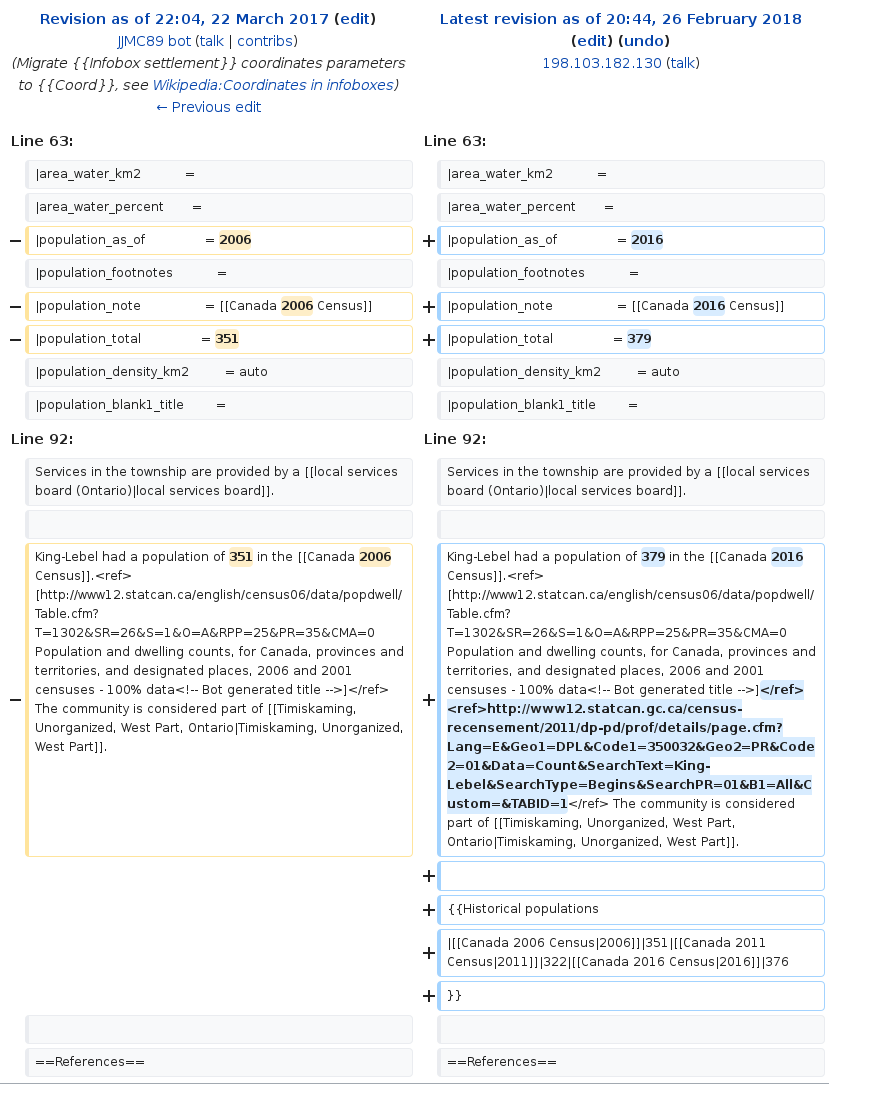 Revision as of 22:04, 22 March 2017 (edit)
JJMC89 bot (talk | contribs)
(Migrate {{Infobox settlement}} coordinates parameters
to {{Coord}}, see Wikipedia:Coordinates in infoboxes)
← Previous edit
Latest revision as of 20:44, 26 February 2018
(edit) (undo)
198.103.182.130 (talk)
Line 63:
Line 63:
|area_water_km2 =
|area_water_km2 =
|area_water_percent =
|area_water_percent =
− |population_as_of = 2006
+ |population_as_of = 2016
|population_footnotes =
|population_footnotes =
− |population_note = [[Canada 2006 Census]]
+ |population_note = [[Canada 2016 Census]]
− |population_total = 351
+ |population_total = 379
|population_density_km2 = auto
|population_density_km2 = auto
|population_blank1_title =
|population_blank1_title =
Line 92:
Line 92:
Services in the township are provided by a [[local services
board (Ontario)|local services board]].
Services in the township are provided by a [[local services
board (Ontario)|local services board]].
−
King-Lebel had a population of 351 in the [[Canada 2006
Census]].<ref>
[http://www12.statcan.ca/english/census06/data/popdwell/
Table.cfm?
T=1302&SR=26&S=1&O=A&RPP=25&PR=35&CMA=0
Population and dwelling counts, for Canada, provinces and
territories, and designated places, 2006 and 2001
censuses - 100% data<!-- Bot generated title -->]</ref>
The community is considered part of [[Timiskaming,
Unorganized, West Part, Ontario|Timiskaming, Unorganized,
West Part]].
+
King-Lebel had a population of 379 in the [[Canada 2016
Census]].<ref>
[http://www12.statcan.ca/english/census06/data/popdwell/
Table.cfm?
T=1302&SR=26&S=1&O=A&RPP=25&PR=35&CMA=0
Population and dwelling counts, for Canada, provinces and
territories, and designated places, 2006 and 2001
censuses - 100% data<!-- Bot generated title -->]</ref>
<ref>http://www12.statcan.gc.ca/census-
recensement/2011/dp-pd/prof/details/page.cfm?
Lang=E&Geo1=DPL&Code1=350032&Geo2=PR&Code
2=01&Data=Count&SearchText=King-
Lebel&SearchType=Begins&SearchPR=01&B1=All&C
ustom=&TABID=1</ref> The community is considered
part of [[Timiskaming, Unorganized, West Part,
Ontario|Timiskaming, Unorganized, West Part]].
+
+ {{Historical populations
+ |[[Canada 2006 Census|2006]]|351|[[Canada 2011
Census|2011]]|322|[[Canada 2016 Census|2016]]|376
+ }}
==References==
==References==